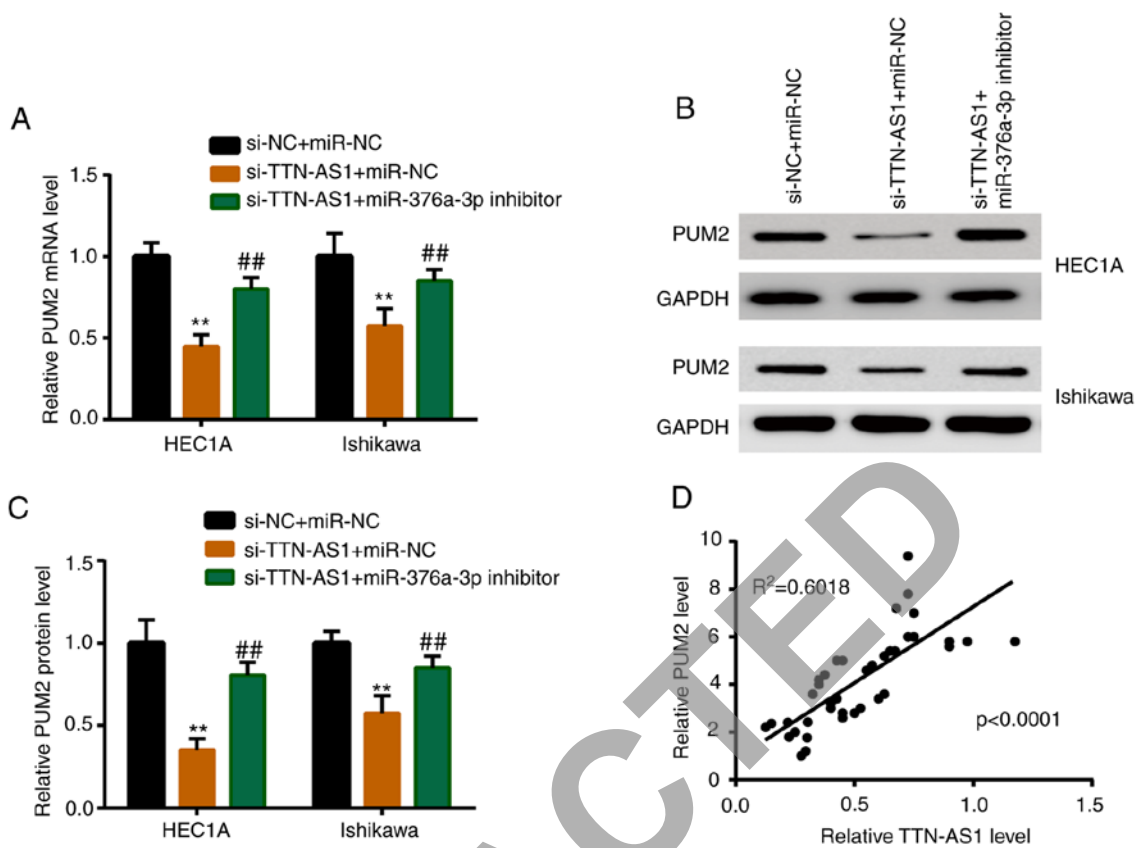 A
si-NC+miR-NC
si-TTN-AS1+miR-NC
si-TTN-AS1+miR-376a-3p inhibitor
Relative PUM2 mRNA level
1.5
1.0
0.5
0.0
**
##
**
##
HEC1A
Ishikawa
B
si-NC+miR-NC
si-TTN-AS1+miR-NC
si-TTN-AS1+
miR-376a-3p inhibitor
PUM2
GAPDH
HEC1A
PUM2
GAPDH
Ishikawa
C
si-NC+miR-NC
si-TTN-AS1+miR-NC
si-TTN-AS1+miR-376a-3p inhibitor
Relative PUM2 protein level
1.5
1.0
0.5
0.0
**
##
**
##
HEC1A
Ishikawa
D
Relative PUM2 level
10
8
6
4
2
0
R²=0.6018
p<0.0001
0.0
0.5
1.0
1.5
Relative TTN-AS1 level
CTED